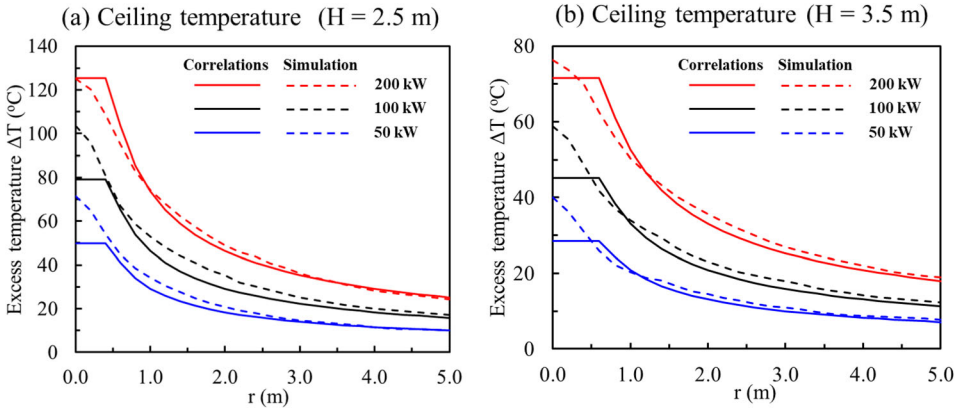 (a) Ceiling temperature (H = 2.5 m)
Excess temperature ΔT (°C)
140
120
100
80
60
40
20
0
Correlations Simulation
200 kW
100 kW
50 kW
0.0 1.0 2.0 3.0 4.0 5.0
r (m)
(b) Ceiling temperature (H = 3.5 m)
Excess temperature ΔT (°C)
80
60
40
20
0
Correlations Simulation
200 kW
100 kW
50 kW
0.0 1.0 2.0 3.0 4.0 5.0
r (m)